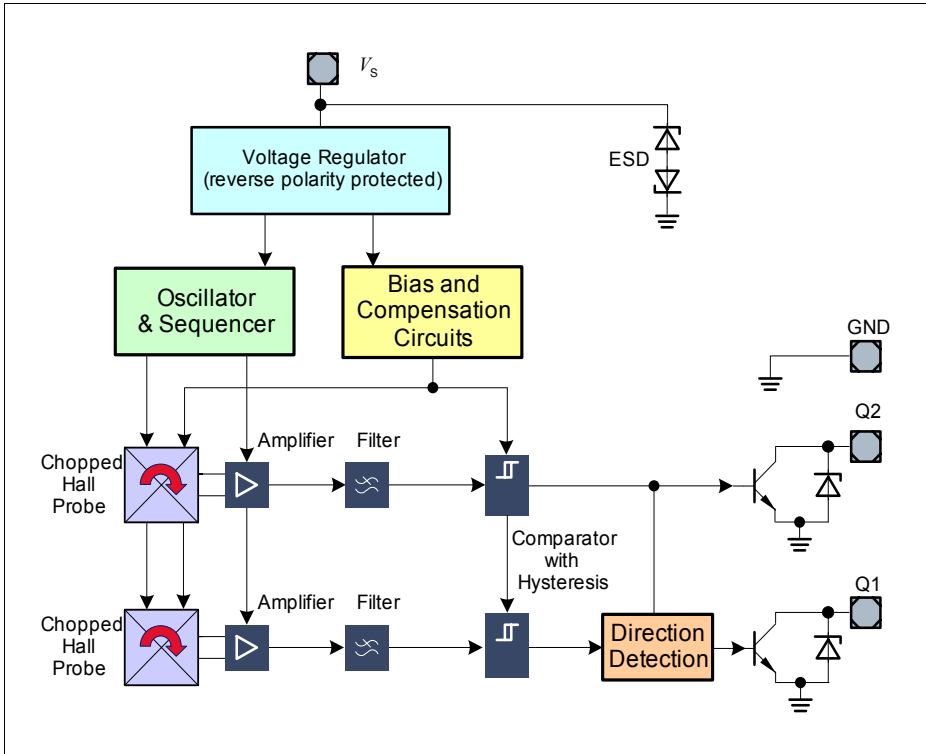 VS
Voltage Regulator
(reverse polarity protected)
ESD
Oscillator
& Sequencer
Bias and
Compensation
Circuits
GND
Q2
Amplifier
Filter
Chopped
Hall
Probe
Comparator
with
Hysteresis
Q1
Amplifier
Filter
Chopped
Hall
Probe
Direction
Detection